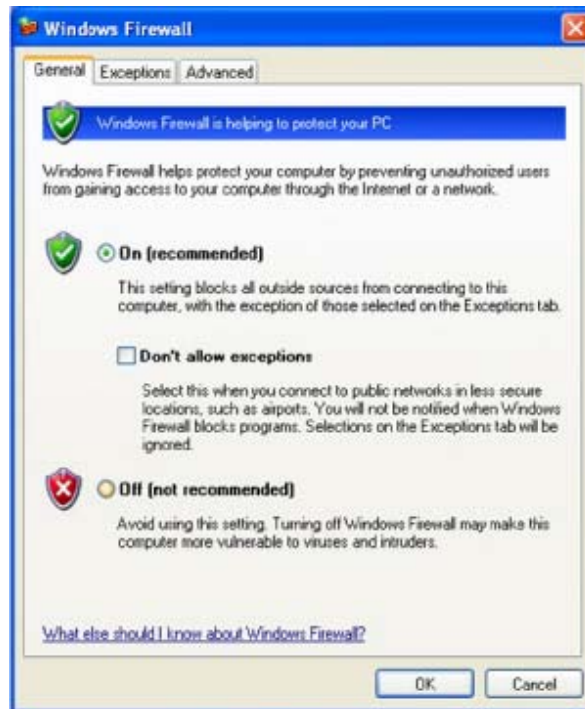 Windows Firewall
General Exceptions Advanced
Windows Firewall is helping to protect your PC
Windows Firewall helps protect your computer by preventing unauthorized users
from gaining access to your computer through the Internet or a network.
On (recommended)
This setting blocks all outside sources from connecting to this
computer, with the exception of those selected on the Exceptions tab.
Don't allow exceptions
Select this when you connect to public networks in less secure
locations, such as airports. You will not be notified when Windows
Firewall blocks programs. Selections on the Exceptions tab will be
ignored.
Off (not recommended)
Avoid using this setting. Turning off Windows Firewall may make this
computer more vulnerable to viruses and intruders.
What else should I know about Windows Firewall?
OK Cancel